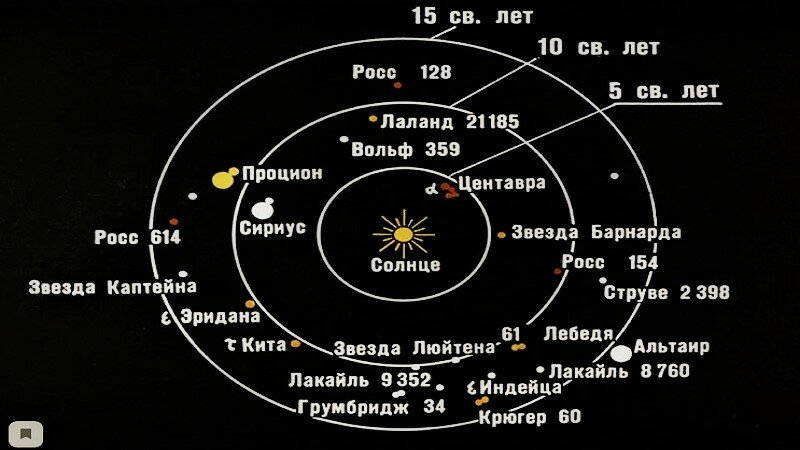 15 св. лет
10 св. лет
Росс 128
5 св. лет
Лаланд 21185
Вольф 359
Процион
α Центавра
Сириус
Звезда Барнарда
Росс 614
Солнце
Росс 154
Звезда Каптейна
Струве 2 398
ε Эридана
61 Лебедя
τ Кита
Звезда Люйтена
Альтаир
Лакайль 9 352
Лакайль 8 760
ε Индейца
Грумбридж 34
Крюгер 60